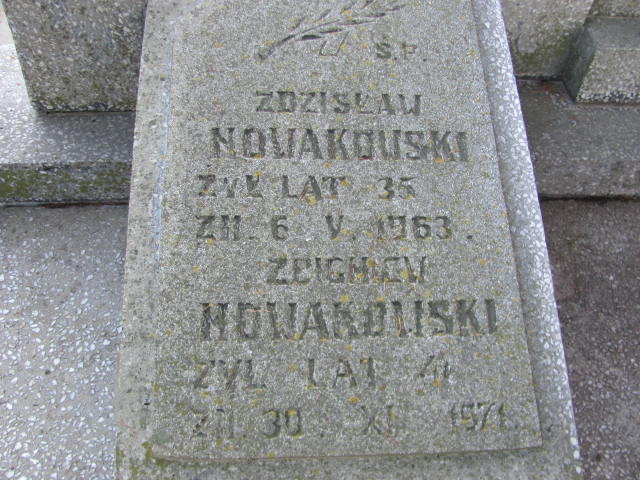 Ś.P.
ZDZISŁAW
NOWAKOWSKI
ŻYŁ LAT 35
ZM. 6 V. 1963.
ZBIGNIEW
NOWAKOWSKI
ŻYŁ LAT 41
ZM. 30. XI. 1971.